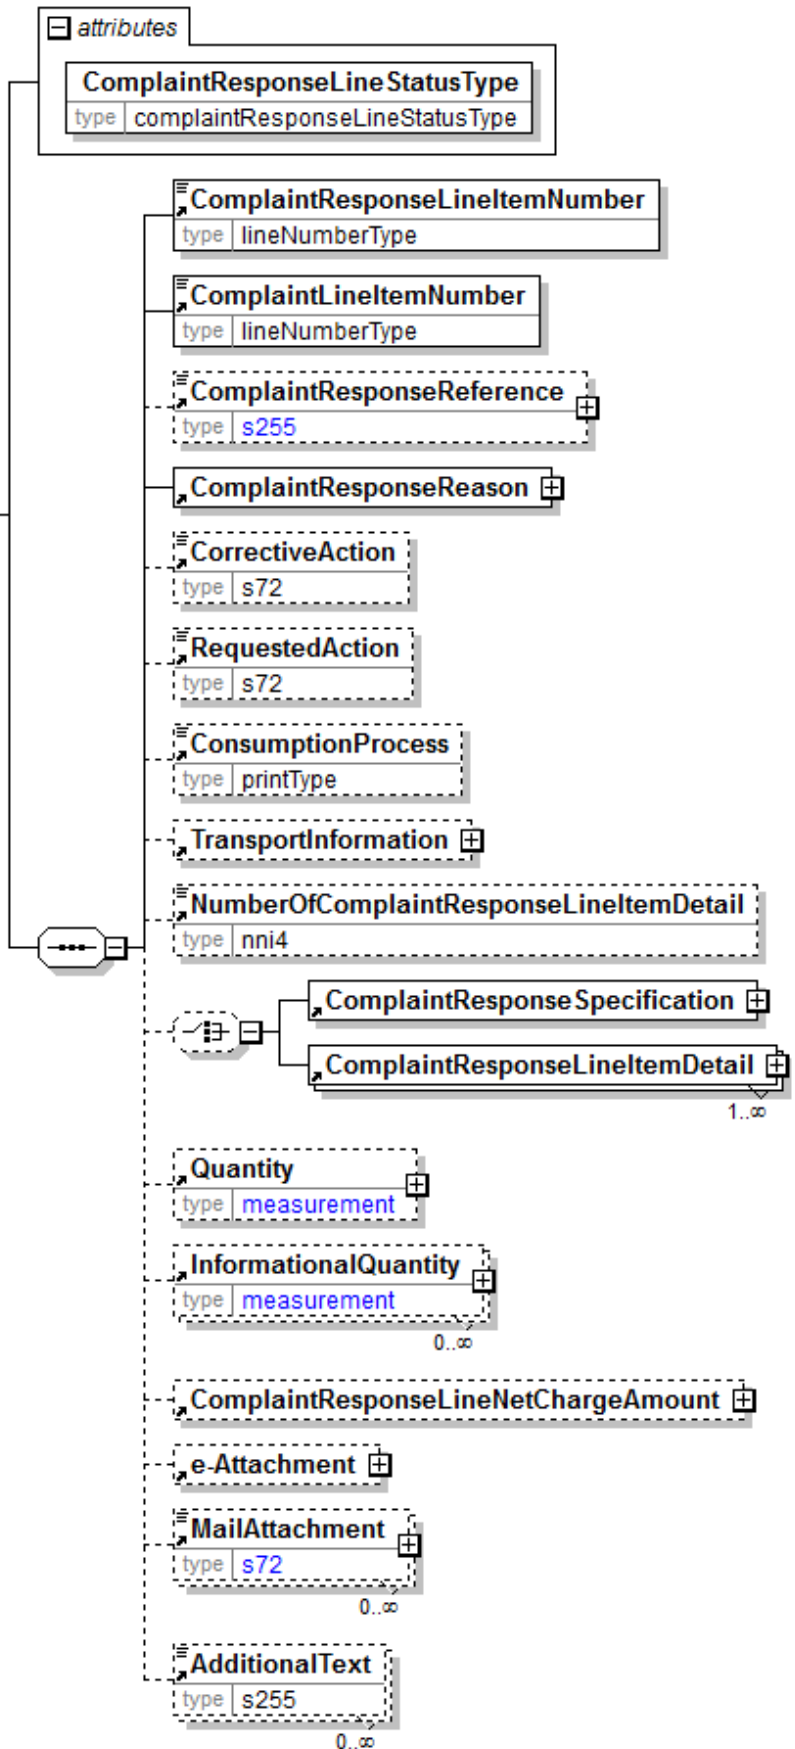 attributes
ComplaintResponseLineStatusType
type complaintResponseLineStatusType
ComplaintResponseLineItemNumber
type lineNumberType
ComplaintLineItemNumber
type lineNumberType
ComplaintResponseReference
type s255
ComplaintResponseReason
CorrectiveAction
type s72
RequestedAction
type s72
ConsumptionProcess
type printType
TransportInformation
NumberOfComplaintResponseLineItemDetail
type nni4
ComplaintResponseSpecification
ComplaintResponseLineItemDetail
1..∞
Quantity
type measurement
InformationalQuantity
type measurement
0..∞
ComplaintResponseLineNetChargeAmount
e-Attachment
MailAttachment
type s72
0..∞
AdditionalText
type s255
0..∞